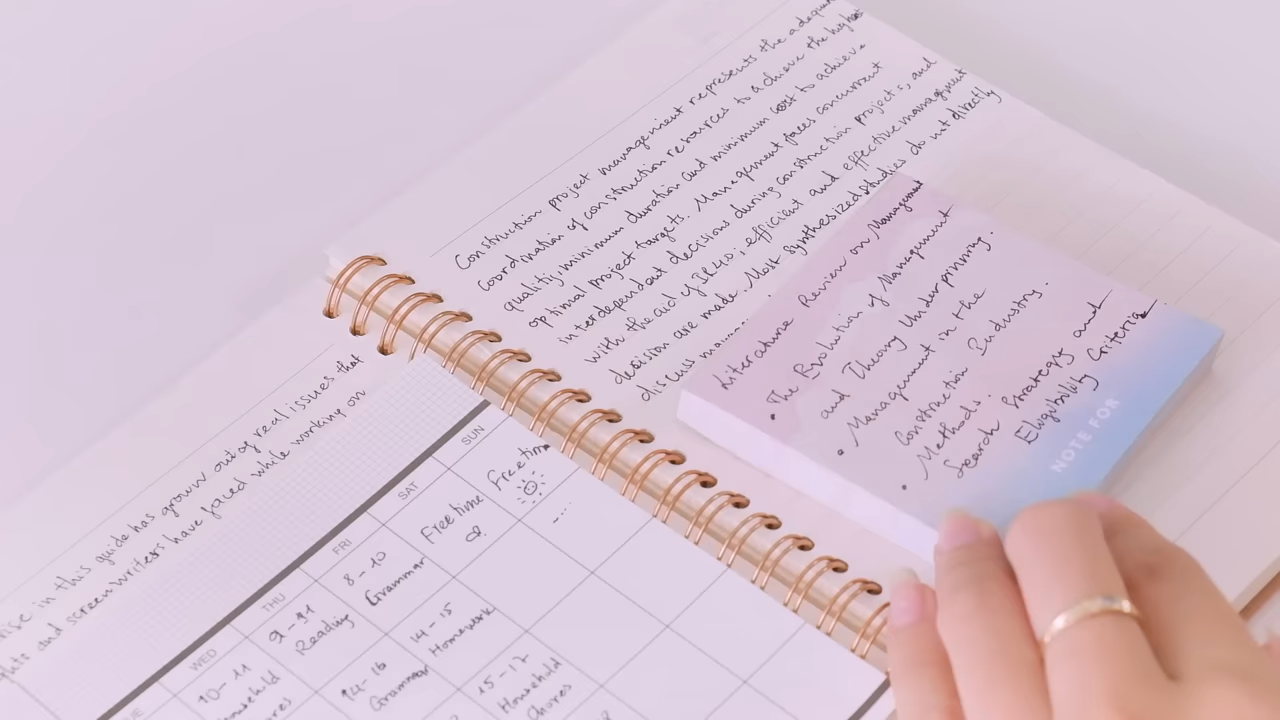 Construction project management represents the adequa
coordination of construction resources to achieve the highest
quality, minimum duration and minimum cost to achieve
optimal project targets. Management faces concurrent
interdependent decisions during construction projects, and
with the aid of IR4.0; efficient and effective management
decision are made. Most synthesized studies do not directly
discuss
Literature Review on Management
• The Evolution of Management
and Theory Underpinning.
• Management in the
Construction Industry.
• Methods.
Search Strategy and
Eligibility Criteria
NOTE FOR
in this guide has grown out of real issues that
and screenwriters have faced while working on
SUN
Free time
SAT
Free time
FRI
8-10
Grammar
14-15
Homework
THU
9-11
Reading
14-16
Grammar
15-17
Household
chores
WED
10-11